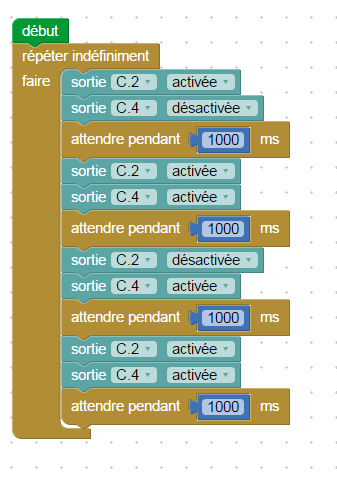 début
répéter indéfiniment
faire sortie C.2 activée
sortie C.4 désactivée
attendre pendant 1000 ms
sortie C.2 activée
sortie C.4 activée
attendre pendant 1000 ms
sortie C.2 désactivée
sortie C.4 activée
attendre pendant 1000 ms
sortie C.2 activée
sortie C.4 activée
attendre pendant 1000 ms